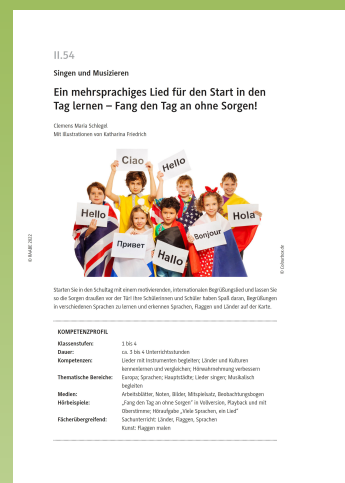 II.54
Singen und Musizieren
Ein mehrsprachiges Lied für den Start in den
Tag lernen – Fang den Tag an ohne Sorgen!
Clemens Maria Schlegel
Mit Illustrationen von Katharina Friedrich
Ciao
Hello
Hello
Hola
Привет
Hallo
Bonjour
© RAABE 2022
© Colourbox.de
Starten Sie in den Schultag mit einem motivierenden, internationalen Begrüßungslied und lassen Sie
so die Sorgen draußen vor der Tür! Ihre Schülerinnen und Schüler haben Spaß daran, Begrüßungen
in verschiedenen Sprachen zu lernen und erkennen Sprachen, Flaggen und Länder auf der Karte.
KOMPETENZPROFIL
Klassenstufen: 1 bis 4
Dauer: ca. 3 bis 4 Unterrichtsstunden
Kompetenzen: Lieder mit Instrumenten begleiten; Länder und Kulturen
kennenlernen und vergleichen; Hörwahrnehmung verbessern
Thematische Bereiche: Europa; Sprachen; Hauptstädte; Lieder singen; Musikalisch
begleiten
Medien: Arbeitsblätter, Noten, Bilder, Mitspielsatz, Beobachtungsbogen
Hörbeispiele: „Fang den Tag an ohne Sorgen" in Vollversion, Playback und mit
Oberstimme; Höraufgabe „Viele Sprachen, ein Lied"
Fächerübergreifend: Sachunterricht: Länder, Flaggen, Sprachen
Kunst: Flaggen malen